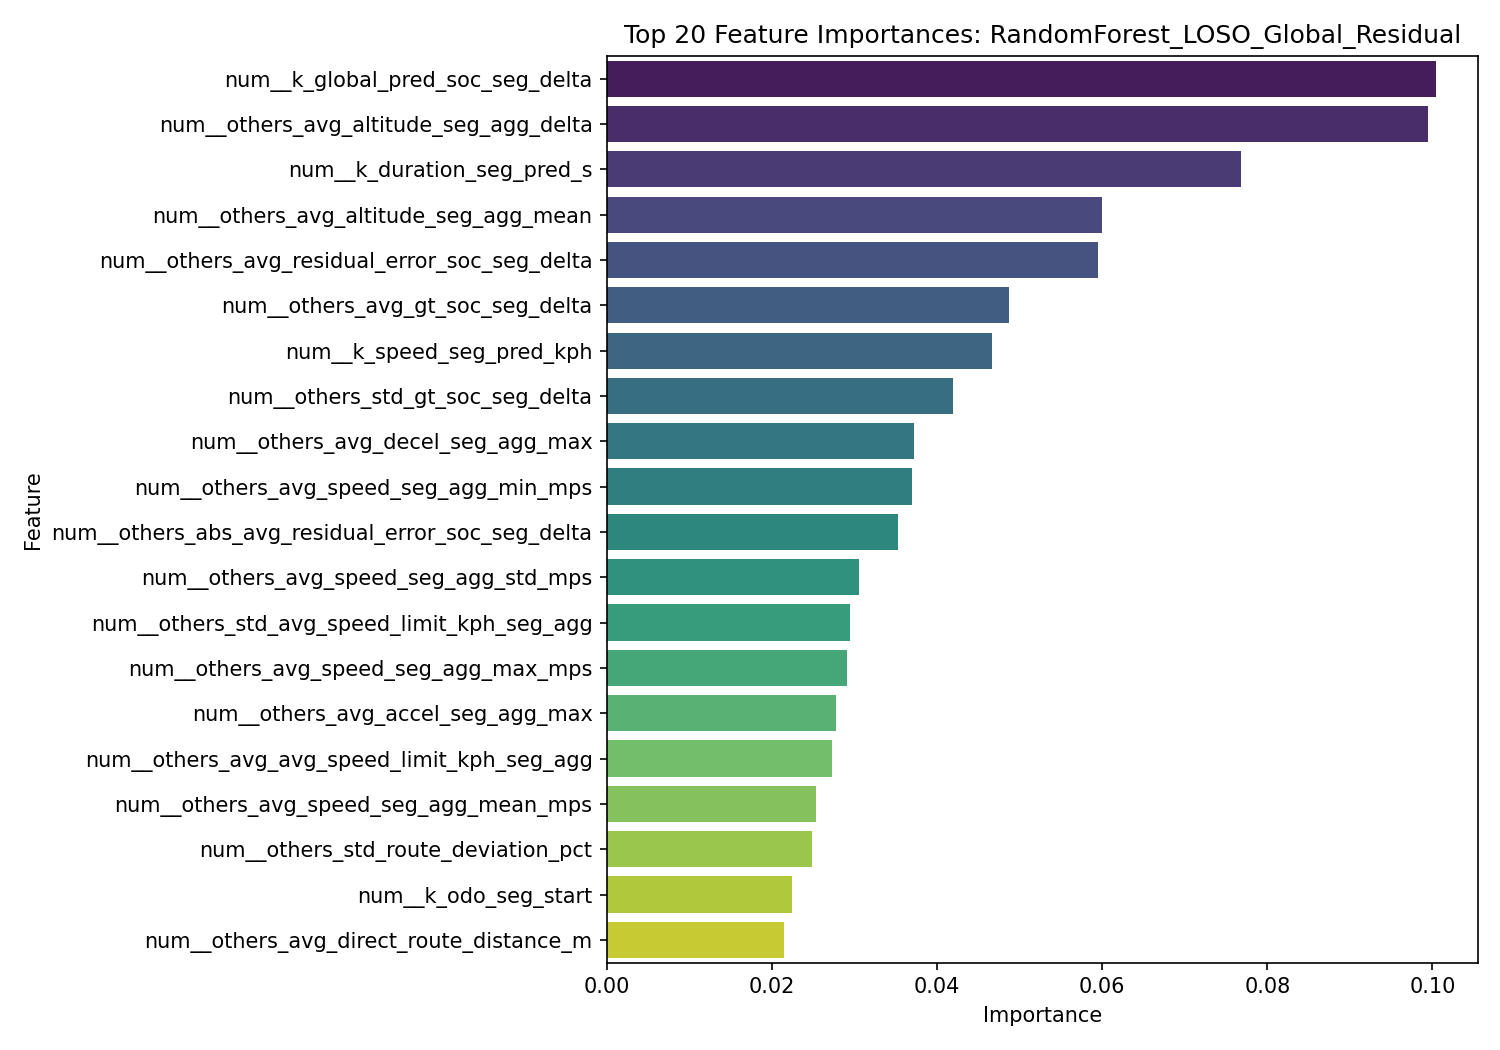 Top 20 Feature Importances: RandomForest_LOSO_Global_Residual
num__k_global_pred_soc_seg_delta
num__others_avg_altitude_seg_agg_delta
num__k_duration_seg_pred_s
num__others_avg_altitude_seg_agg_mean
num__others_avg_residual_error_soc_seg_delta
num__others_avg_gt_soc_seg_delta
num__k_speed_seg_pred_kph
num__others_std_gt_soc_seg_delta
num__others_avg_decel_seg_agg_max
num__others_avg_speed_seg_agg_min_mps
num__others_abs_avg_residual_error_soc_seg_delta
num__others_avg_speed_seg_agg_std_mps
num__others_std_avg_speed_limit_kph_seg_agg
num__others_avg_speed_seg_agg_max_mps
num__others_avg_accel_seg_agg_max
num__others_avg_avg_speed_limit_kph_seg_agg
num__others_avg_speed_seg_agg_mean_mps
num__others_std_route_deviation_pct
num__k_odo_seg_start
num__others_avg_direct_route_distance_m
Feature
0.00 0.02 0.04 0.06 0.08 0.10
Importance